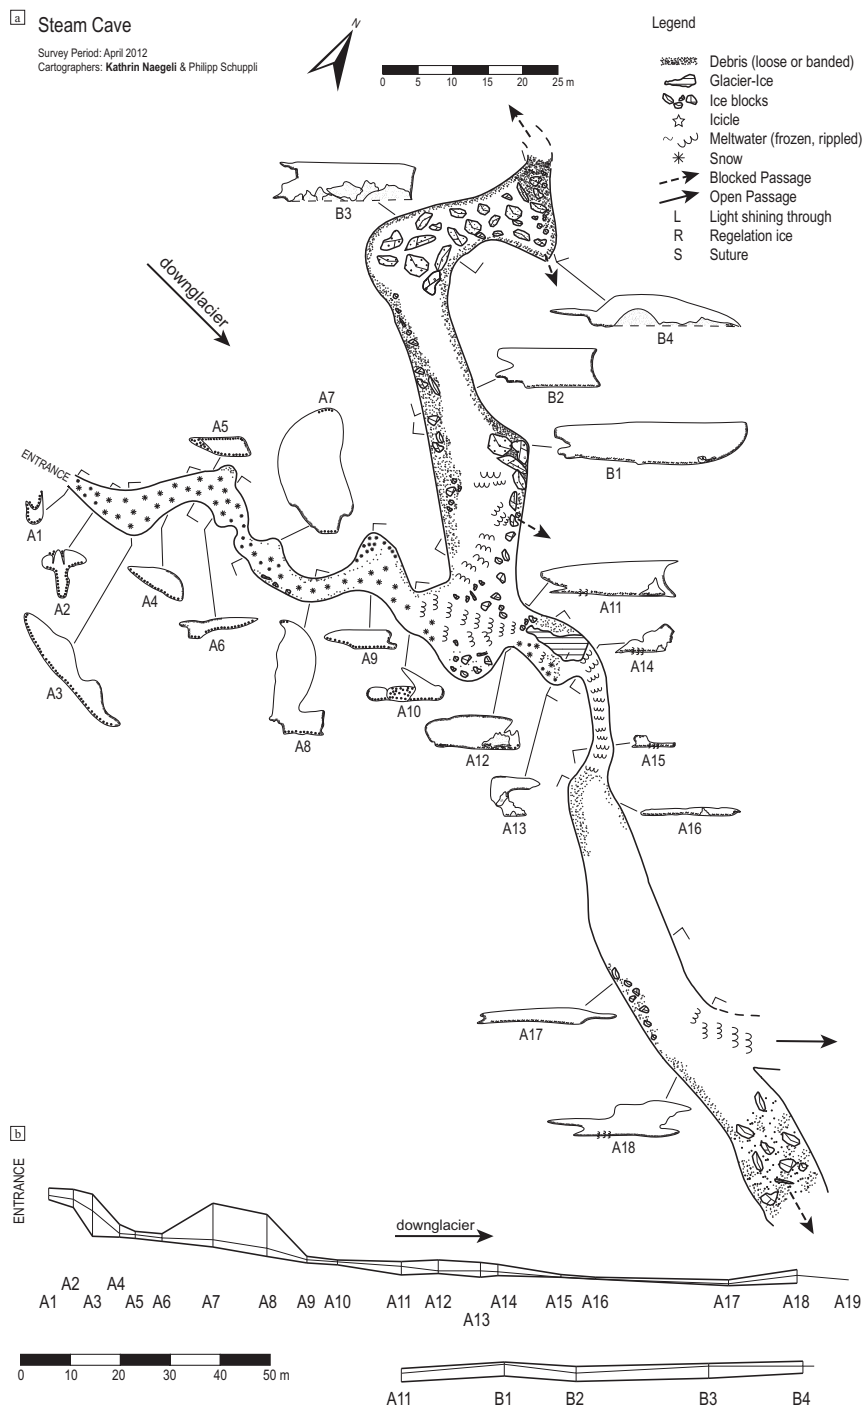 a
Steam Cave
Survey Period: April 2012
Cartographers: Kathrin Naegeli & Philipp Schuppli
N
0 5 10 15 20 25 m
Legend
Debris (loose or banded)
Glacier-Ice
Ice blocks
Icicle
Meltwater (frozen, rippled)
Snow
Blocked Passage
Open Passage
L Light shining through
R Regelation ice
S Suture
B3
downglacier
B4
B2
A7
A5
B1
ENTRANCE
A1
A2
A4
A6
A11
A3
A9
A14
A10
A8
A12
A15
A13
A16
A17
A18
b
ENTRANCE
downglacier
A1 A2 A3 A4 A5 A6 A7 A8 A9 A10 A11 A12 A13 A14 A15 A16 A17 A18 A19
0 10 20 30 40 50 m
A11 B1 B2 B3 B4